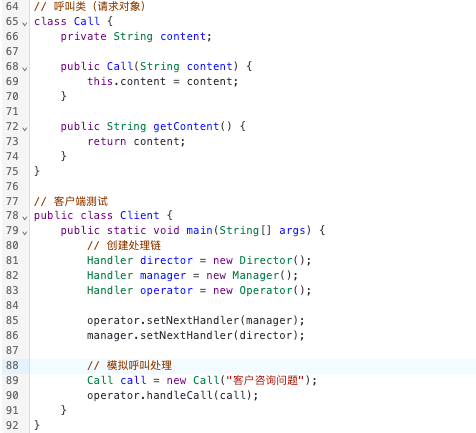 64 // 呼叫类（请求对象）
65 class Call {
66     private String content;
67
68     public Call(String content) {
69         this.content = content;
70     }
71
72     public String getContent() {
73         return content;
74     }
75 }
76
77 // 客户端测试
78 public class Client {
79     public static void main(String[] args) {
80         // 创建处理链
81         Handler director = new Director();
82         Handler manager = new Manager();
83         Handler operator = new Operator();
84
85         operator.setNextHandler(manager);
86         manager.setNextHandler(director);
87
88         // 模拟呼叫处理
89         Call call = new Call("客户咨询问题");
90         operator.handleCall(call);
91     }
92 }